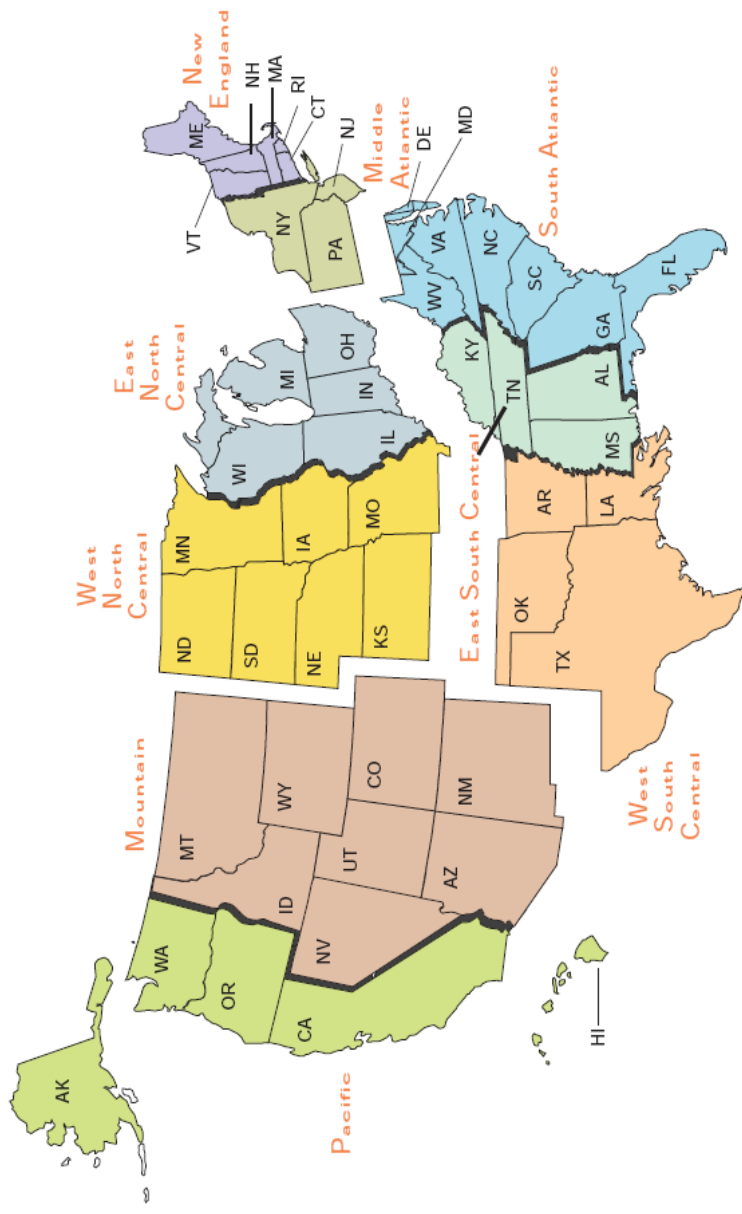 AK
WA
OR
CA
HI
Pacific
Mountain
MT
ID
WY
NV
UT
CO
AZ
NM
West
North
Central
ND
MN
SD
IA
NE
MO
KS
East
North
Central
WI
MI
IL
IN
OH
New
England
ME
VT
NH
MA
RI
CT
NY
PA
NJ
Middle
Atlantic
DE
MD
WV
VA
NC
SC
GA
FL
South Atlantic
East South Central
KY
TN
MS
AL
OK
AR
TX
LA
West
South
Central